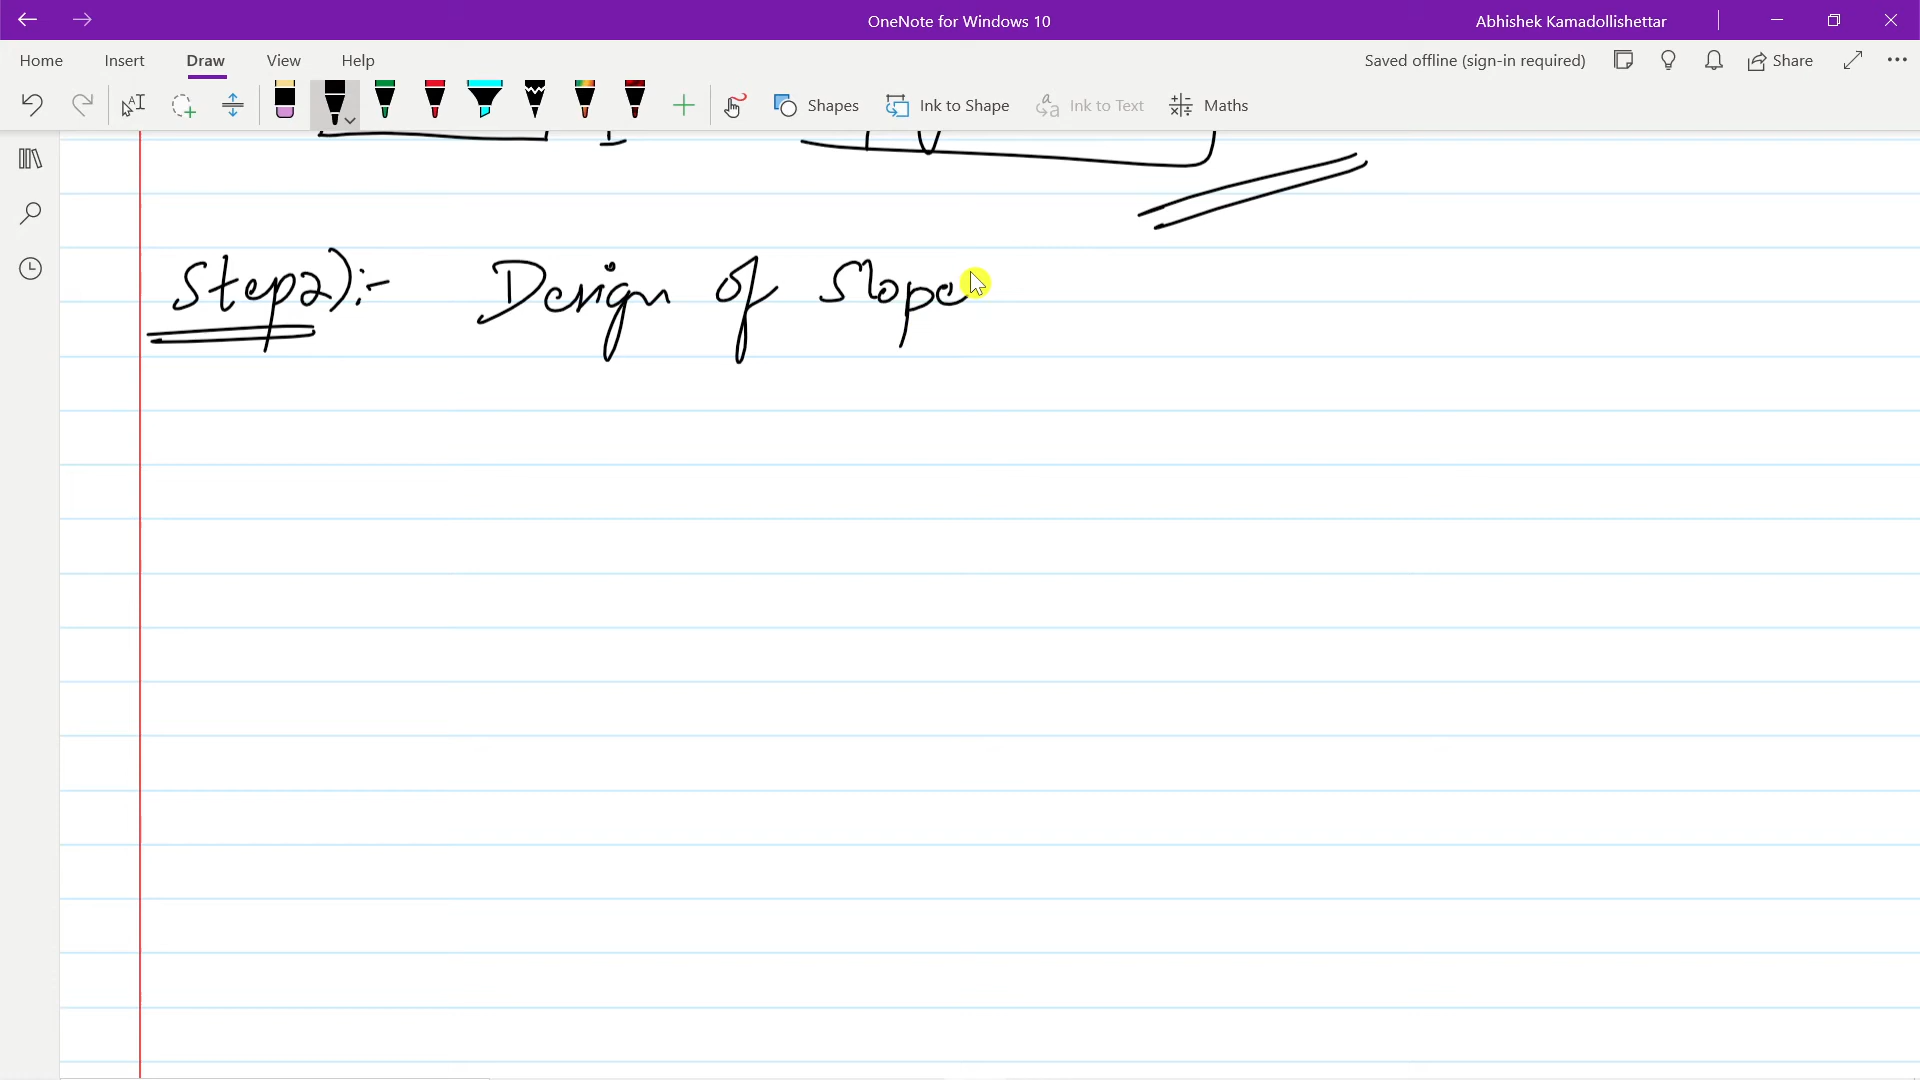 OneNote for Windows 10
Abhishek Kamadollishettar
Home Insert Draw View Help
Saved offline (sign-in required)
Share
Shapes
Ink to Shape
Ink to Text
Maths
Step2):- Design of Slope